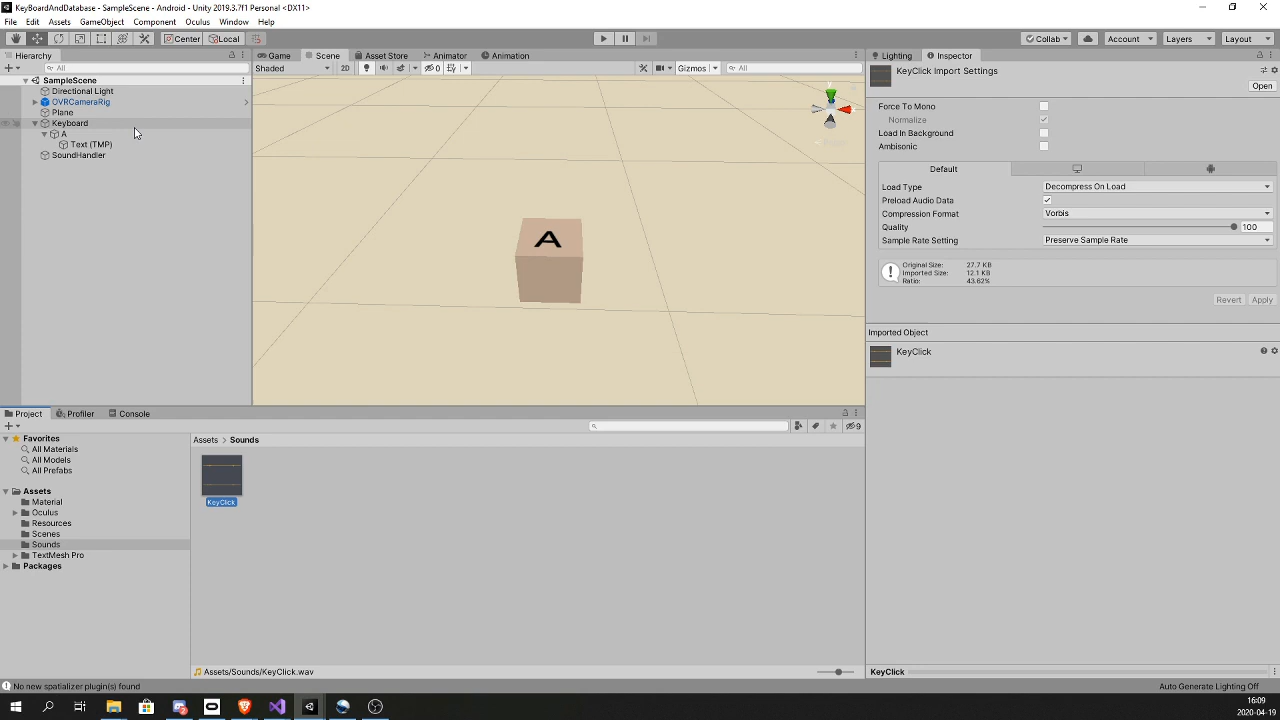 KeyBoardAndDatabase - SampleScene - Android - Unity 2019.3.7f1 Personal <DX11>
File Edit Assets GameObject Component Oculus Window Help
Center Local Collab Account Layers Layout
Hierarchy
All
SampleScene
Directional Light
OVRCameraRig
Plane
Keyboard
A
Text (TMP)
SoundHandler
Game Scene Asset Store Animator Animation
Shaded 2D 0 Gizmos All
A
Lighting Inspector
KeyClick Import Settings
Open
Force To Mono
Normalize
Load In Background
Ambisonic
Default
Load Type Decompress On Load
Preload Audio Data
Compression Format Vorbis
Quality 100
Sample Rate Setting Preserve Sample Rate
Original Size: 27.7 KB
Imported Size: 12.1 KB
Ratio: 43.62%
Revert Apply
Imported Object
KeyClick
Project Profiler Console
9
Favorites
All Materials
All Models
All Prefabs
Assets
Material
Oculus
Resources
Scenes
Sounds
TextMesh Pro
Packages
Assets > Sounds
KeyClick
Assets/Sounds/KeyClick.wav
KeyClick
No new spatializer plugin(s) found
Auto Generate Lighting Off
16:09
2020-04-19